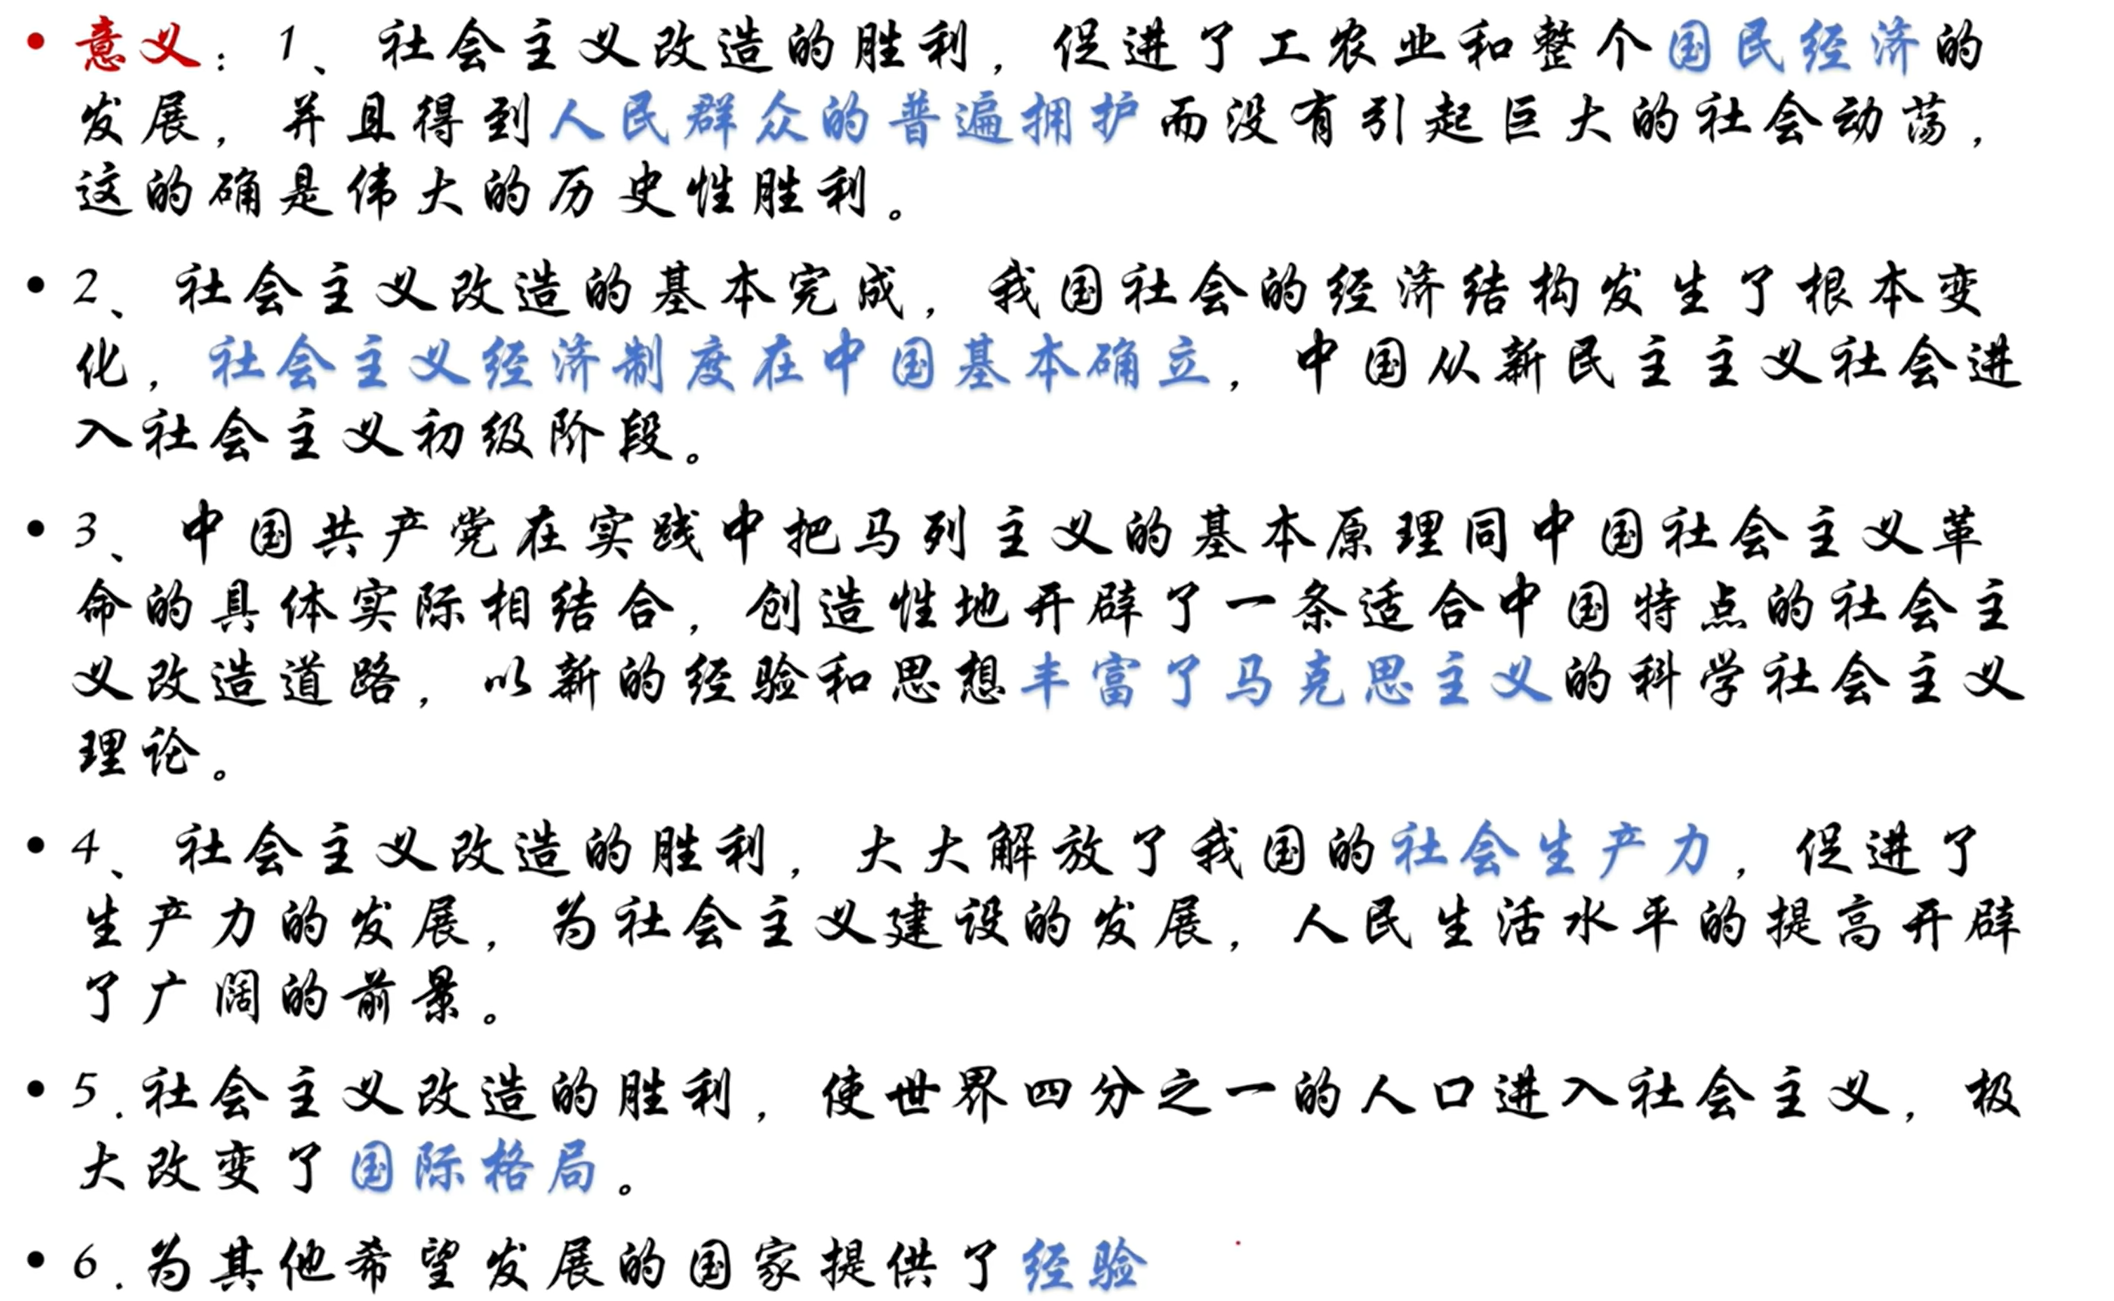 • 意义：1、社会主义改造的胜利，促进了工农业和整个国民经济的
发展，并且得到人民群众的普遍拥护而没有引起巨大的社会动荡，
这的确是伟大的历史性胜利。
• 2、社会主义改造的基本完成，我国社会的经济结构发生了根本变
化，社会主义经济制度在中国基本确立，中国从新民主主义社会进
入社会主义初级阶段。
• 3、中国共产党在实践中把马列主义的基本原理同中国社会主义革
命的具体实际相结合，创造性地开辟了一条适合中国特点的社会主
义改造道路，以新的经验和思想丰富了马克思主义的科学社会主义
理论。
• 4、社会主义改造的胜利，大大解放了我国的社会生产力，促进了
生产力的发展，为社会主义建设的发展，人民生活水平的提高开辟
了广阔的前景。
• 5.社会主义改造的胜利，使世界四分之一的人口进入社会主义，极
大改变了国际格局。
• 6.为其他希望发展的国家提供了经验